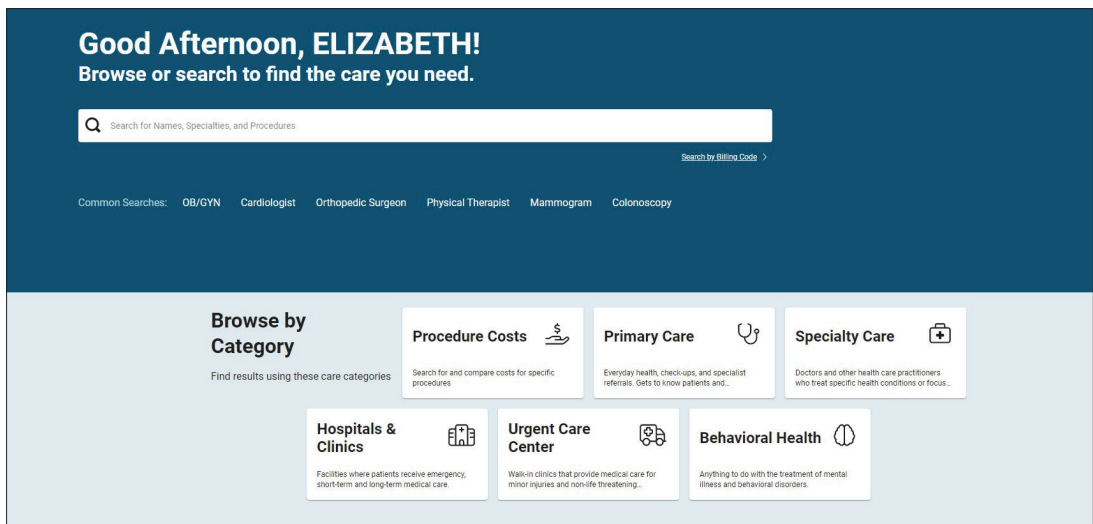 Good Afternoon, ELIZABETH!
Browse or search to find the care you need.
Search for Names, Specialties, and Procedures
Search by Billing Code >
Common Searches: OB/GYN Cardiologist Orthopedic Surgeon Physical Therapist Mammogram Colonoscopy
Browse by
Category
Find results using these care categories
Procedure Costs
$
Search for and compare costs for specific
procedures
Primary Care
Everyday health, check-ups, and specialist
referrals. Gets to know patients and...
Specialty Care
Doctors and other health care practitioners
who treat specific health conditions or focus...
Hospitals &
Clinics
Facilities where patients receive emergency,
short-term and long-term medical care.
Urgent Care
Center
Walk-in clinics that provide medical care for
minor injuries and non-life threatening...
Behavioral Health
Anything to do with the treatment of mental
illness and behavioral disorders.